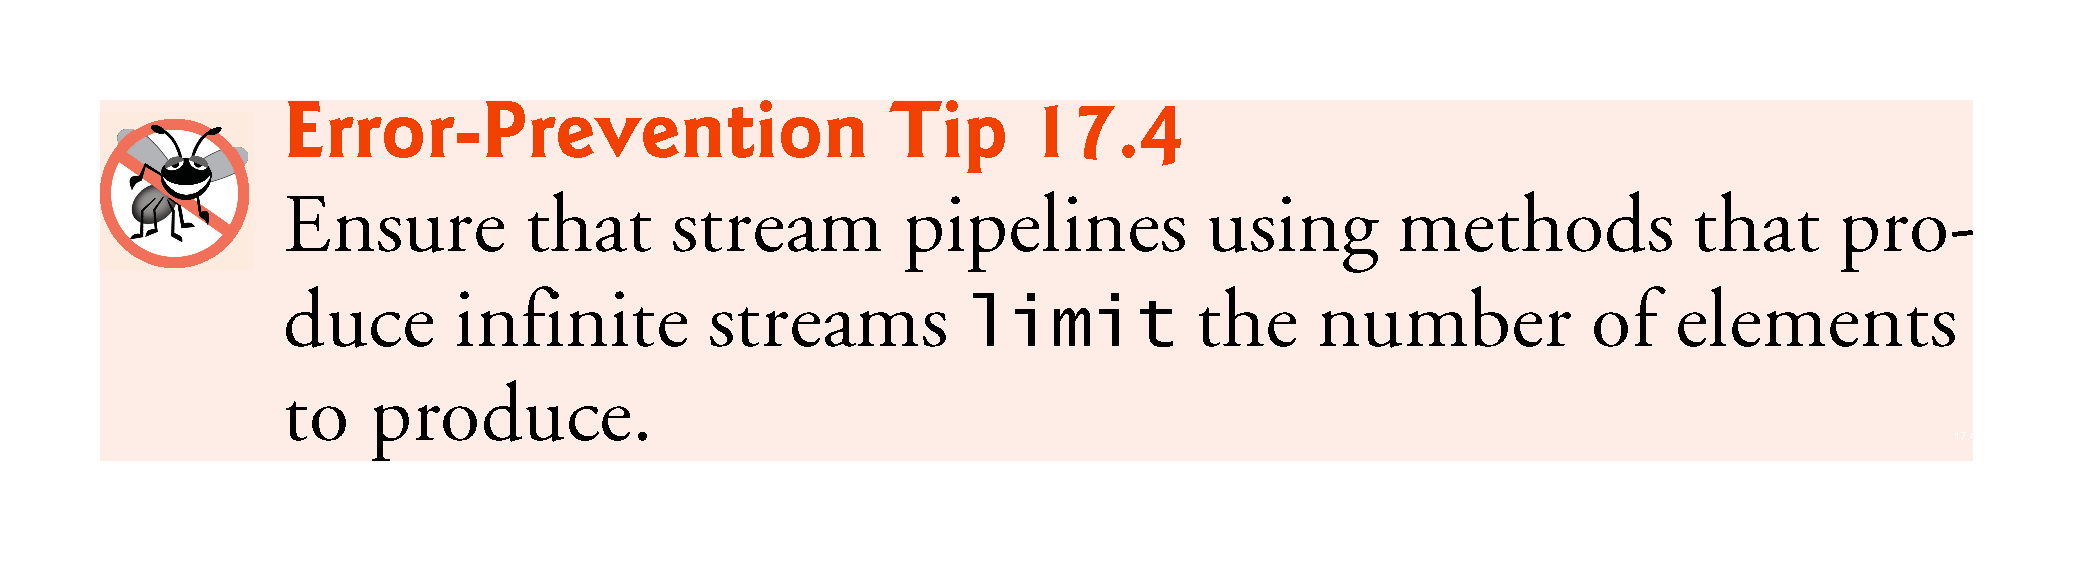 Error-Prevention Tip 17.4
Ensure that stream pipelines using methods that pro-
duce infinite streams limit the number of elements
to produce.